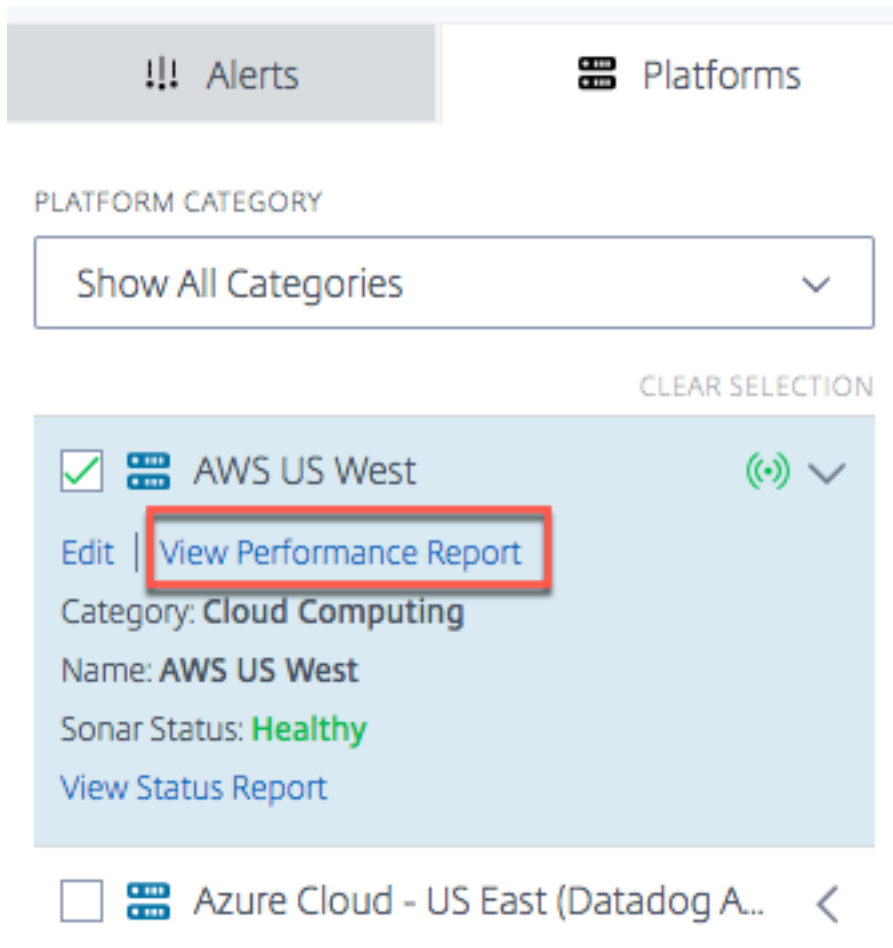 Alerts
Platforms
PLATFORM CATEGORY
Show All Categories
CLEAR SELECTION
AWS US West
Edit | View Performance Report
Category: Cloud Computing
Name: AWS US West
Sonar Status: Healthy
View Status Report
Azure Cloud - US East (Datadog A...